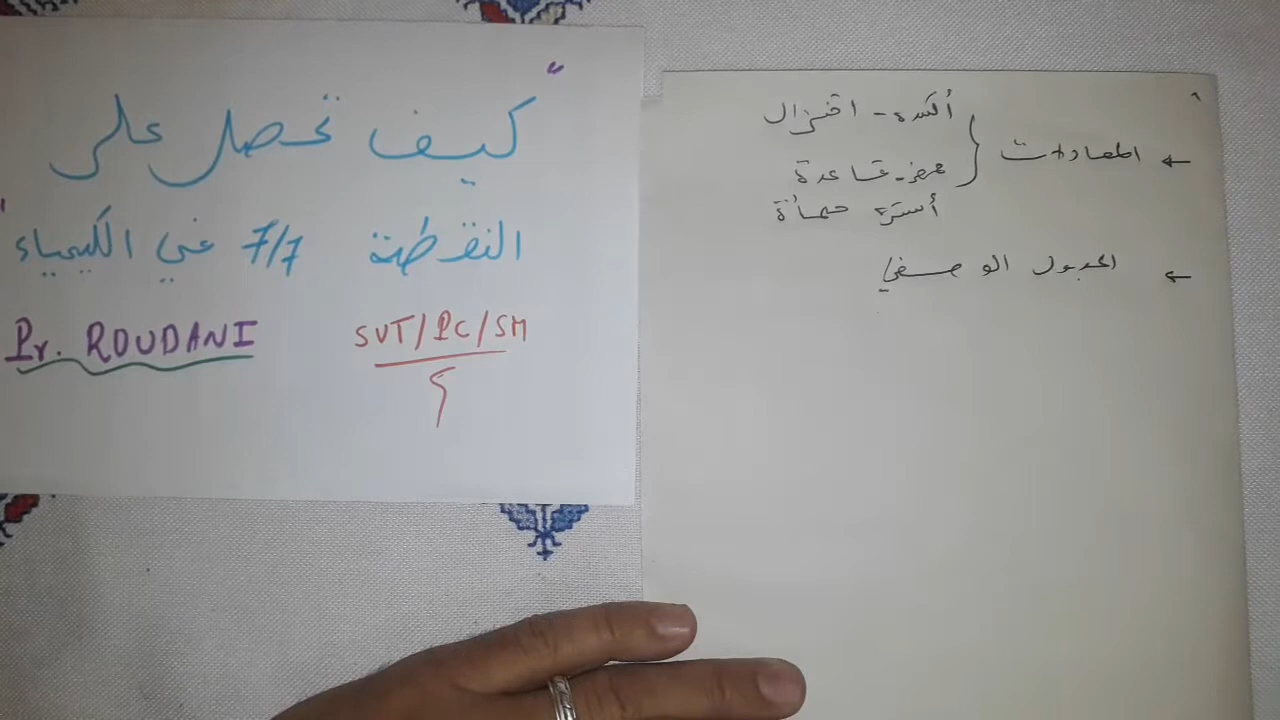 "كيف تحصل على
النقطة 7/7 في الكيمياء"
SVT/PC/SM
؟
Pr. ROUDANI
← المعادلات { أكسدة - اختزال
حمض - قاعدة
أسترة حمأة
← الجدول الوصفي